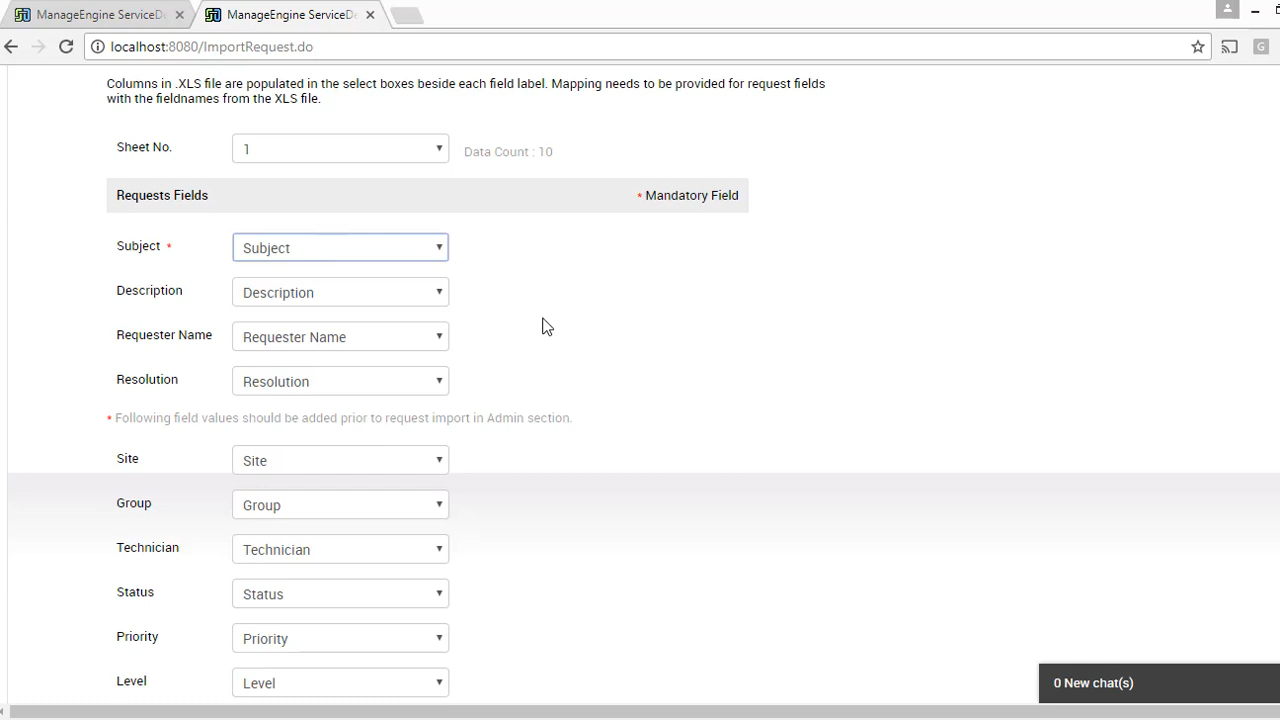 ManageEngine ServiceD
ManageEngine ServiceD
localhost:8080/ImportRequest.do
G
Columns in .XLS file are populated in the select boxes beside each field label. Mapping needs to be provided for request fields
with the fieldnames from the XLS file.
Sheet No. 1 Data Count : 10
Requests Fields * Mandatory Field
Subject * Subject
Description Description
Requester Name Requester Name
Resolution Resolution
* Following field values should be added prior to request import in Admin section.
Site Site
Group Group
Technician Technician
Status Status
Priority Priority
Level Level
0 New chat(s)